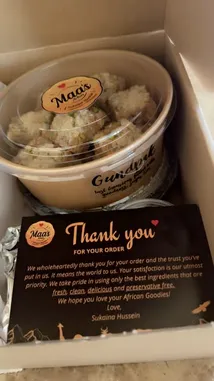 Maa's
Maa's
Thank you
FOR YOUR ORDER
We wholeheartedly thank you for your order and the trust you've
put in us. It means the world to us. Your satisfaction is our utmost
priority. We take pride in using only the best ingredients that are
fresh, clean, delicious and preservative free.
We hope you love your African Goodies!
Love,
Sukaina Hussein